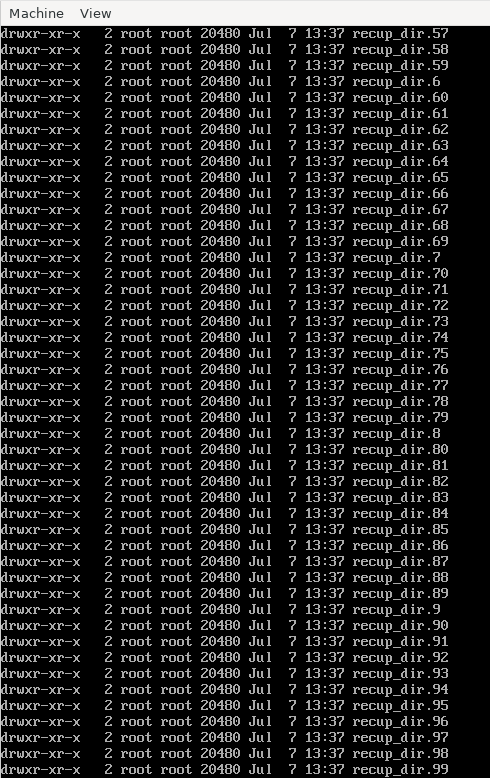 Machine View
drwxr-xr-x   2 root root 20480 Jul  7 13:37 recup_dir.57
drwxr-xr-x   2 root root 20480 Jul  7 13:37 recup_dir.58
drwxr-xr-x   2 root root 20480 Jul  7 13:37 recup_dir.59
drwxr-xr-x   2 root root 20480 Jul  7 13:37 recup_dir.6
drwxr-xr-x   2 root root 20480 Jul  7 13:37 recup_dir.60
drwxr-xr-x   2 root root 20480 Jul  7 13:37 recup_dir.61
drwxr-xr-x   2 root root 20480 Jul  7 13:37 recup_dir.62
drwxr-xr-x   2 root root 20480 Jul  7 13:37 recup_dir.63
drwxr-xr-x   2 root root 20480 Jul  7 13:37 recup_dir.64
drwxr-xr-x   2 root root 20480 Jul  7 13:37 recup_dir.65
drwxr-xr-x   2 root root 20480 Jul  7 13:37 recup_dir.66
drwxr-xr-x   2 root root 20480 Jul  7 13:37 recup_dir.67
drwxr-xr-x   2 root root 20480 Jul  7 13:37 recup_dir.68
drwxr-xr-x   2 root root 20480 Jul  7 13:37 recup_dir.69
drwxr-xr-x   2 root root 20480 Jul  7 13:37 recup_dir.7
drwxr-xr-x   2 root root 20480 Jul  7 13:37 recup_dir.70
drwxr-xr-x   2 root root 20480 Jul  7 13:37 recup_dir.71
drwxr-xr-x   2 root root 20480 Jul  7 13:37 recup_dir.72
drwxr-xr-x   2 root root 20480 Jul  7 13:37 recup_dir.73
drwxr-xr-x   2 root root 20480 Jul  7 13:37 recup_dir.74
drwxr-xr-x   2 root root 20480 Jul  7 13:37 recup_dir.75
drwxr-xr-x   2 root root 20480 Jul  7 13:37 recup_dir.76
drwxr-xr-x   2 root root 20480 Jul  7 13:37 recup_dir.77
drwxr-xr-x   2 root root 20480 Jul  7 13:37 recup_dir.78
drwxr-xr-x   2 root root 20480 Jul  7 13:37 recup_dir.79
drwxr-xr-x   2 root root 20480 Jul  7 13:37 recup_dir.8
drwxr-xr-x   2 root root 20480 Jul  7 13:37 recup_dir.80
drwxr-xr-x   2 root root 20480 Jul  7 13:37 recup_dir.81
drwxr-xr-x   2 root root 20480 Jul  7 13:37 recup_dir.82
drwxr-xr-x   2 root root 20480 Jul  7 13:37 recup_dir.83
drwxr-xr-x   2 root root 20480 Jul  7 13:37 recup_dir.84
drwxr-xr-x   2 root root 20480 Jul  7 13:37 recup_dir.85
drwxr-xr-x   2 root root 20480 Jul  7 13:37 recup_dir.86
drwxr-xr-x   2 root root 20480 Jul  7 13:37 recup_dir.87
drwxr-xr-x   2 root root 20480 Jul  7 13:37 recup_dir.88
drwxr-xr-x   2 root root 20480 Jul  7 13:37 recup_dir.89
drwxr-xr-x   2 root root 20480 Jul  7 13:37 recup_dir.9
drwxr-xr-x   2 root root 20480 Jul  7 13:37 recup_dir.90
drwxr-xr-x   2 root root 20480 Jul  7 13:37 recup_dir.91
drwxr-xr-x   2 root root 20480 Jul  7 13:37 recup_dir.92
drwxr-xr-x   2 root root 20480 Jul  7 13:37 recup_dir.93
drwxr-xr-x   2 root root 20480 Jul  7 13:37 recup_dir.94
drwxr-xr-x   2 root root 20480 Jul  7 13:37 recup_dir.95
drwxr-xr-x   2 root root 20480 Jul  7 13:37 recup_dir.96
drwxr-xr-x   2 root root 20480 Jul  7 13:37 recup_dir.97
drwxr-xr-x   2 root root 20480 Jul  7 13:37 recup_dir.98
drwxr-xr-x   2 root root 20480 Jul  7 13:37 recup_dir.99